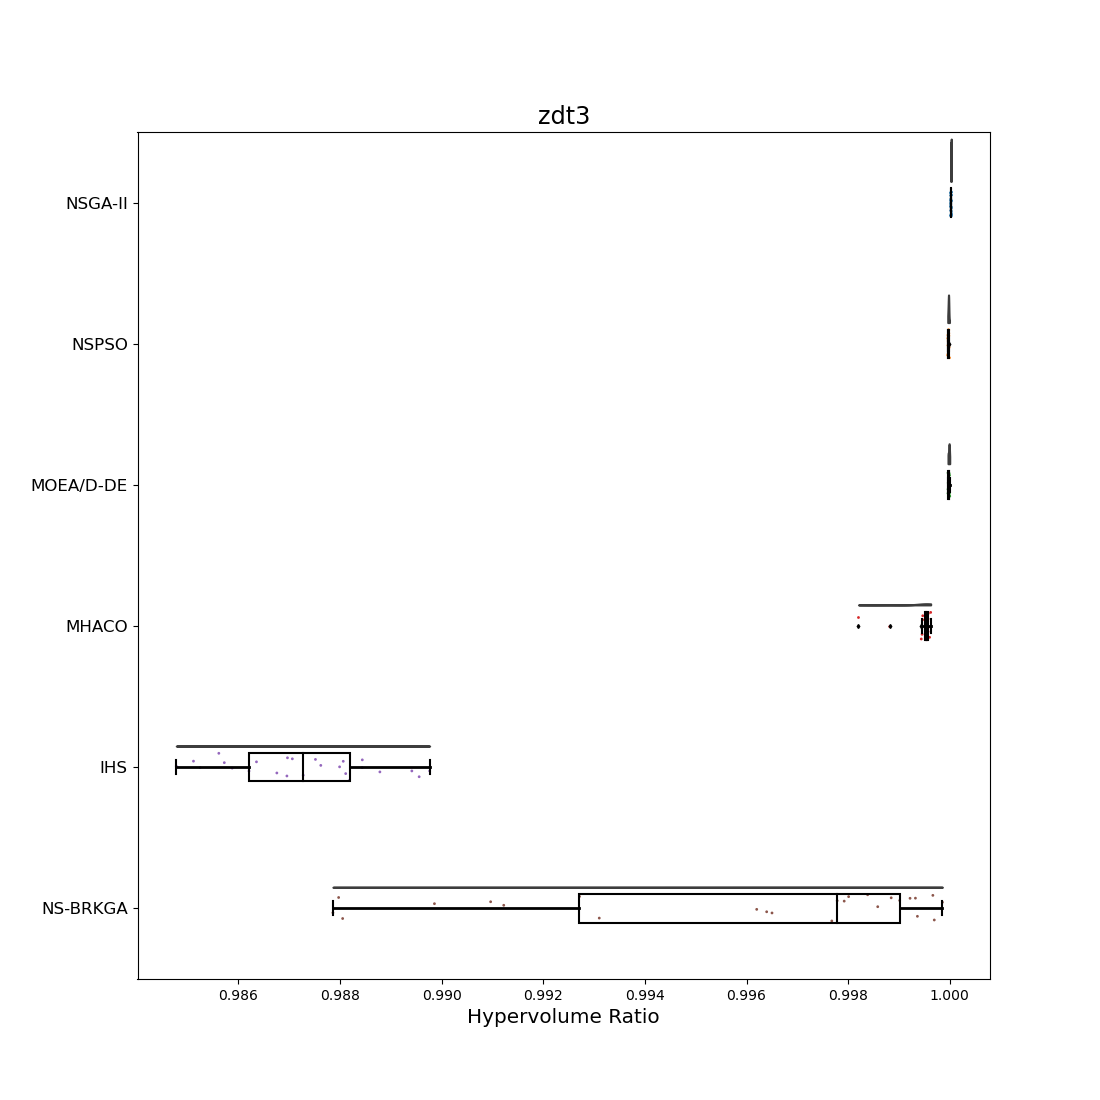 zdt3
NSGA-II
NSPSO
MOEA/D-DE
MHACO
IHS
NS-BRKGA
0.986 0.988 0.990 0.992 0.994 0.996 0.998 1.000
Hypervolume Ratio